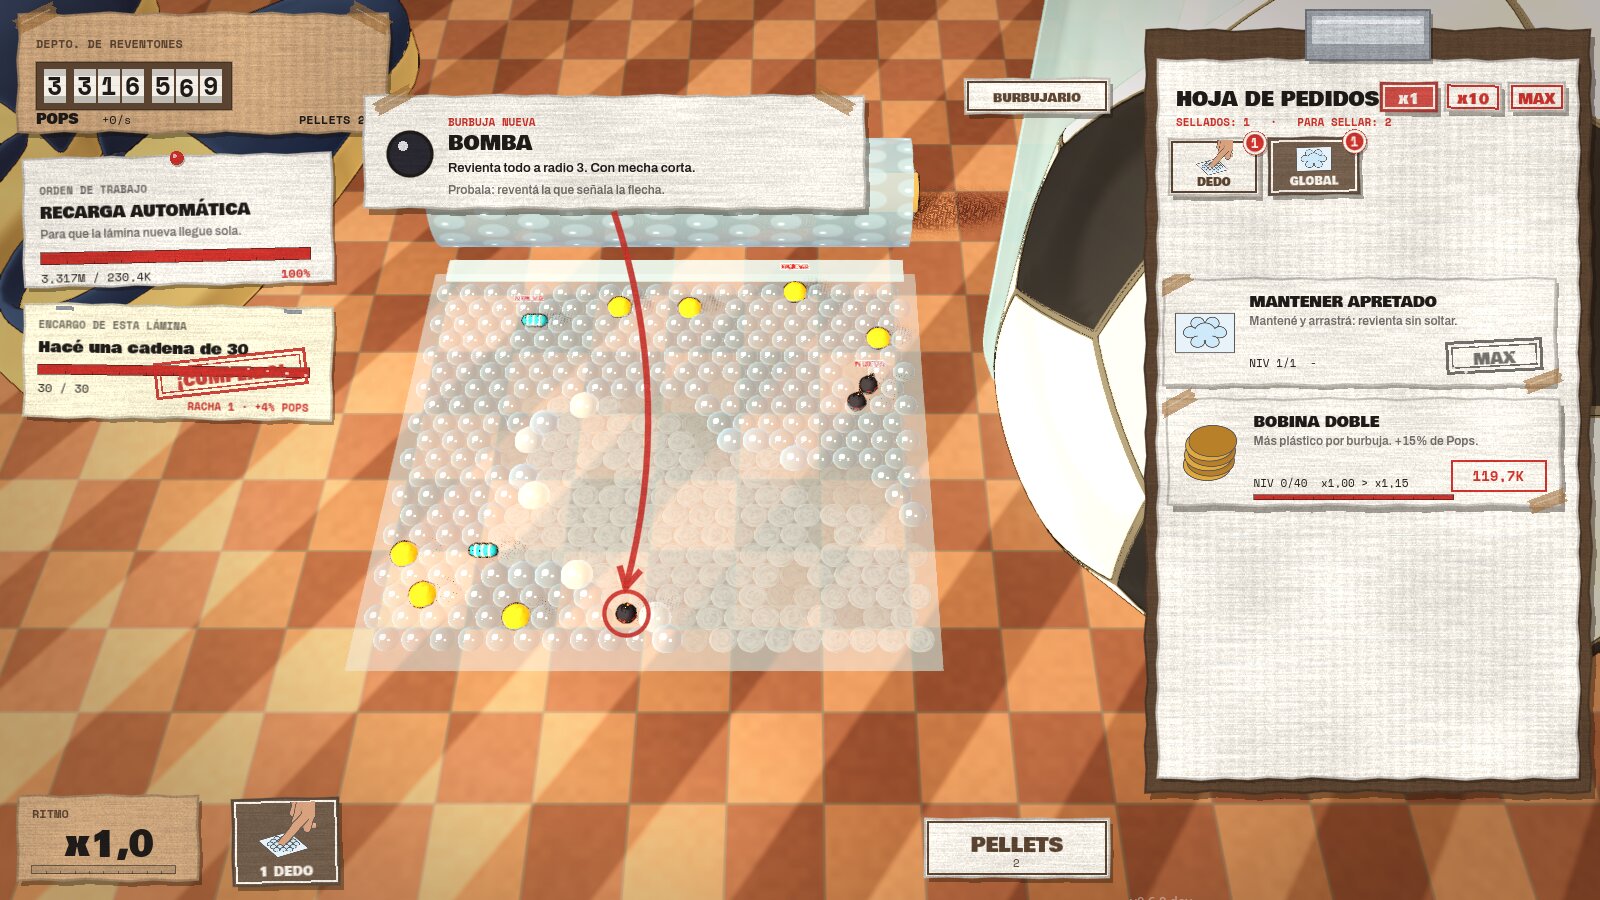 DEPTO. DE REVENTONES
3 316 569
POPS +0/s PELLETS 2
ORDEN DE TRABAJO
RECARGA AUTOMÁTICA
Para que la lámina nueva llegue sola.
3,317M / 230.4K 100%
ENCARGO DE ESTA LÁMINA
Hacé una cadena de 30
30 / 30
RACHA 1 · +4% POPS
BURBUJA NUEVA
BOMBA
Revienta todo a radio 3. Con mecha corta.
Probala: reventá la que señala la flecha.
BURBUJARIO
HOJA DE PEDIDOS x1 x10 MAX
SELLADOS: 1 · PARA SELLAR: 2
1 1
DEDO GLOBAL
MANTENER APRETADO
Mantené y arrastrá: revienta sin soltar.
NIV 1/1 -
MAX
BOBINA DOBLE
Más plástico por burbuja. +15% de Pops.
NIV 0/40 x1,00 > x1,15
119,7K
RITMO
x1,0
1 DEDO
PELLETS
2